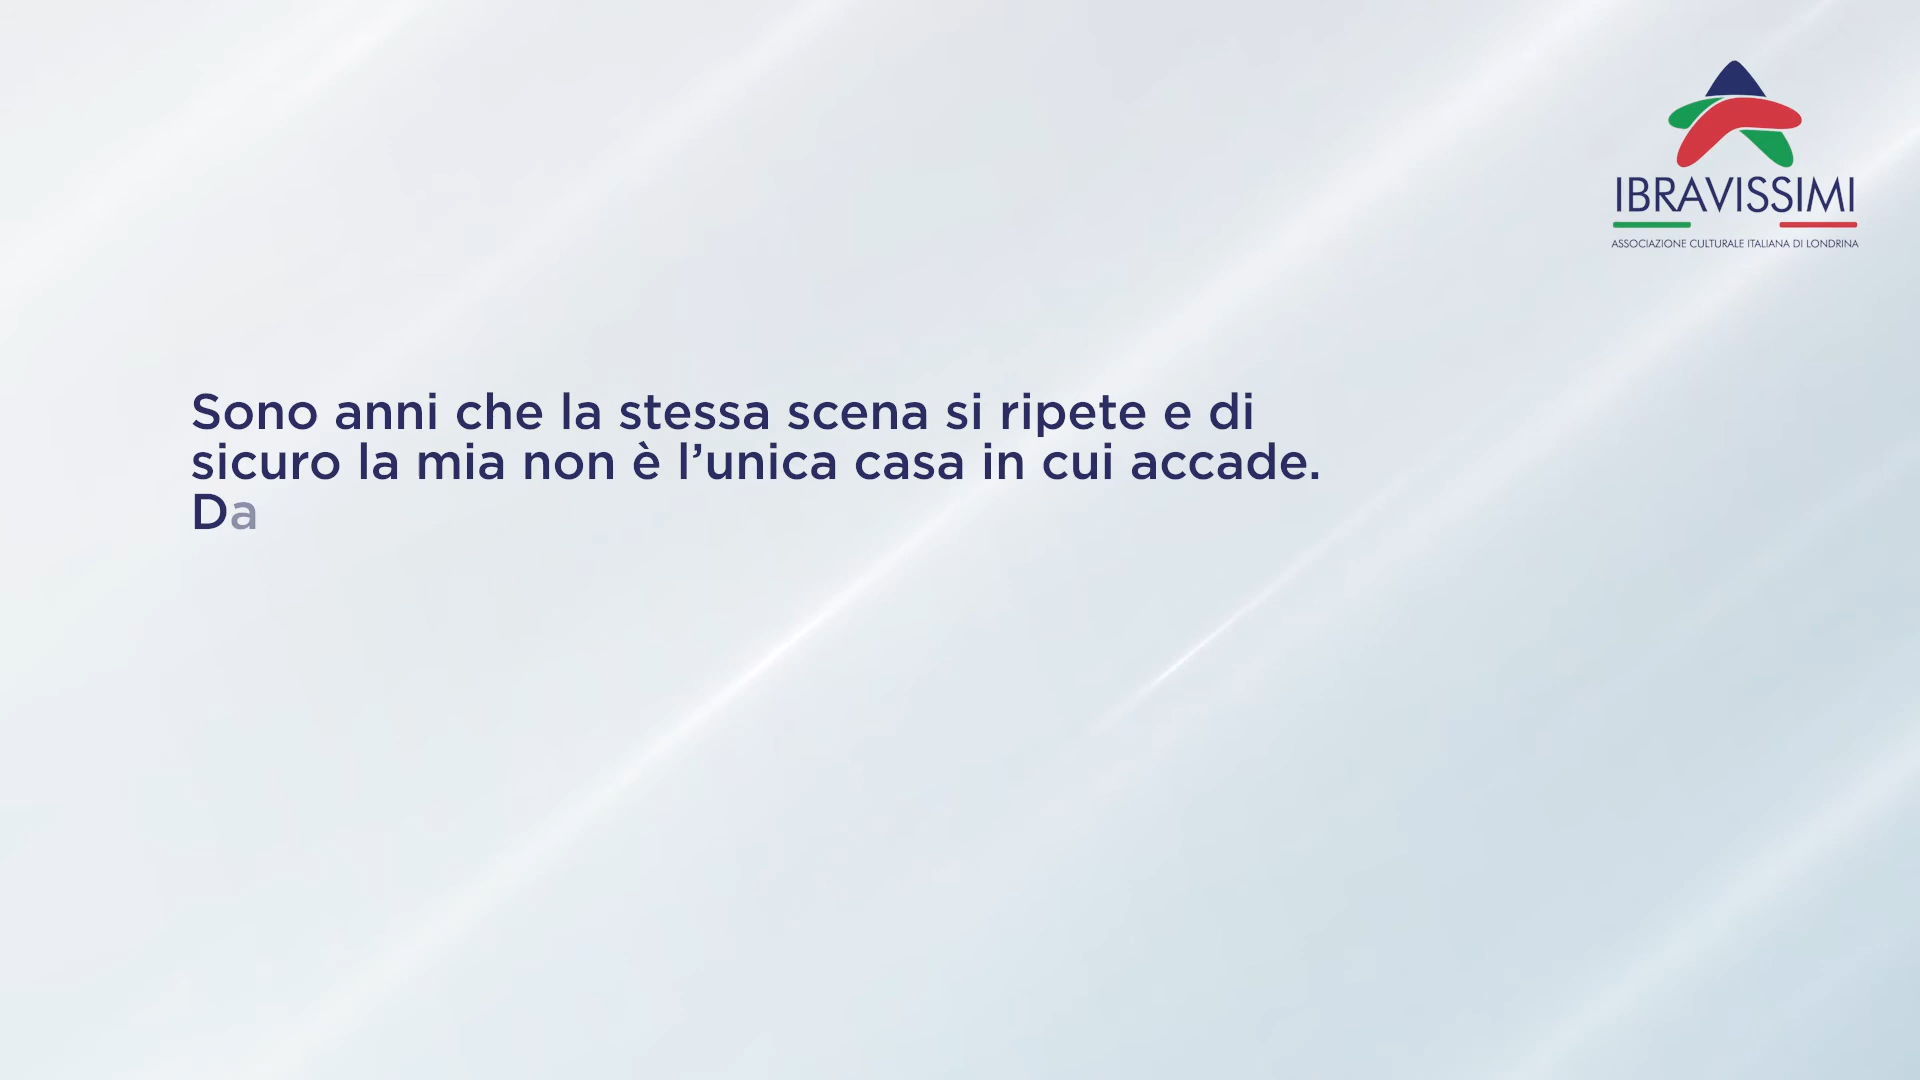 IBRAVISSIMI
ASSOCIAZIONE CULTURALE ITALIANA DI LONDRINA
Sono anni che la stessa scena si ripete e di
sicuro la mia non è l’unica casa in cui accade.
Da